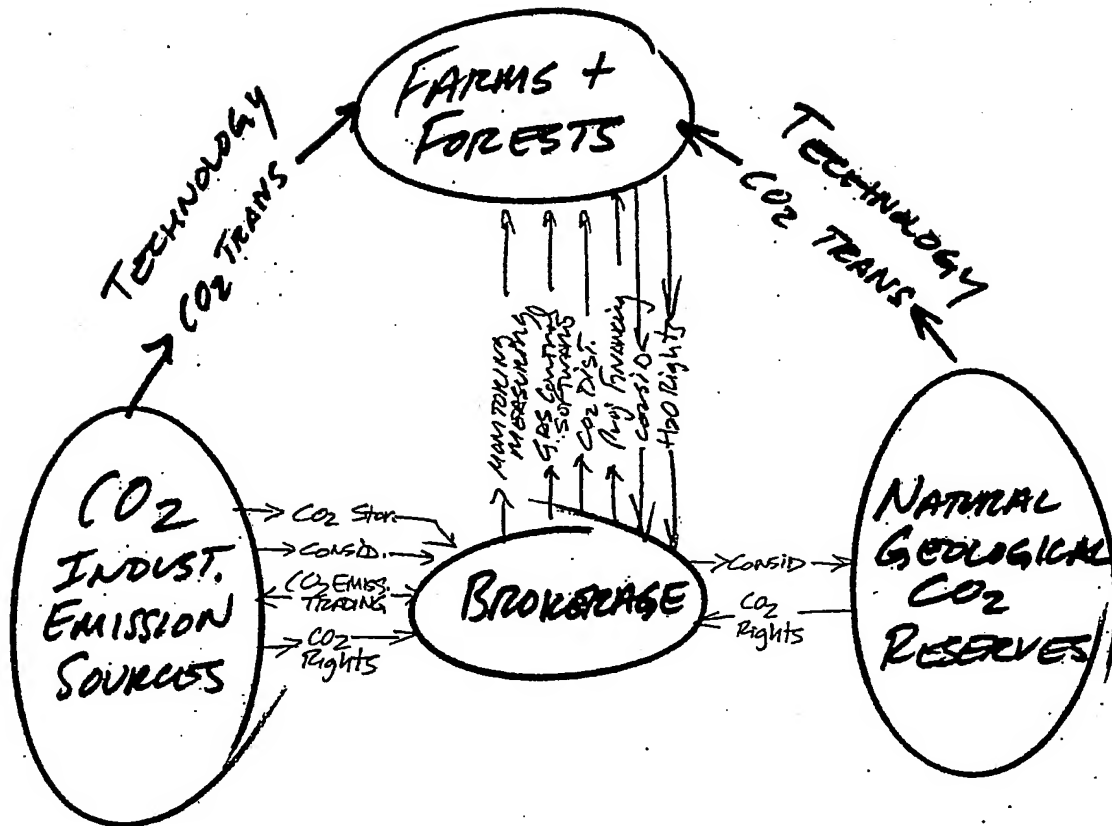 FARMS +
FORESTS
TECHNOLOGY
CO2 TRANS
TECHNOLOGY
CO2 TRANS
MONITORING
MEASURING
GAS CONTROL
SOFTWARE
CO2 DIST.
Proj FINANCING
CONSID
H2O Rights
CO2
INDUST.
EMISSION
SOURCES
CO2 Stor.
CONSID.
CO2 EMISS.
TRADING
CO2
Rights
BROKERAGE
CONSID
CO2
Rights
NATURAL
GEOLOGICAL
CO2
RESERVES